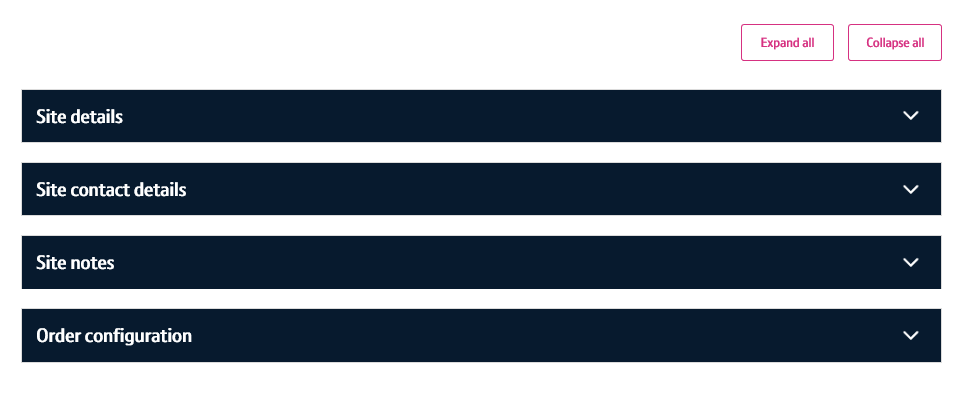 Expand all
Collapse all
Site details
Site contact details
Site notes
Order configuration